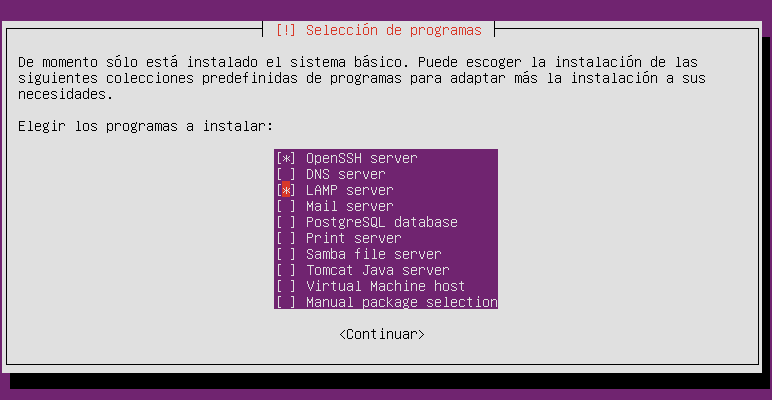 [!] Selección de programas
De momento sólo está instalado el sistema básico. Puede escoger la instalación de las
siguientes colecciones predefinidas de programas para adaptar más la instalación a sus
necesidades.
Elegir los programas a instalar:
[*] OpenSSH server
[ ] DNS server
[*] LAMP server
[ ] Mail server
[ ] PostgreSQL database
[ ] Print server
[ ] Samba file server
[ ] Tomcat Java server
[ ] Virtual Machine host
[ ] Manual package selection
<Continuar>